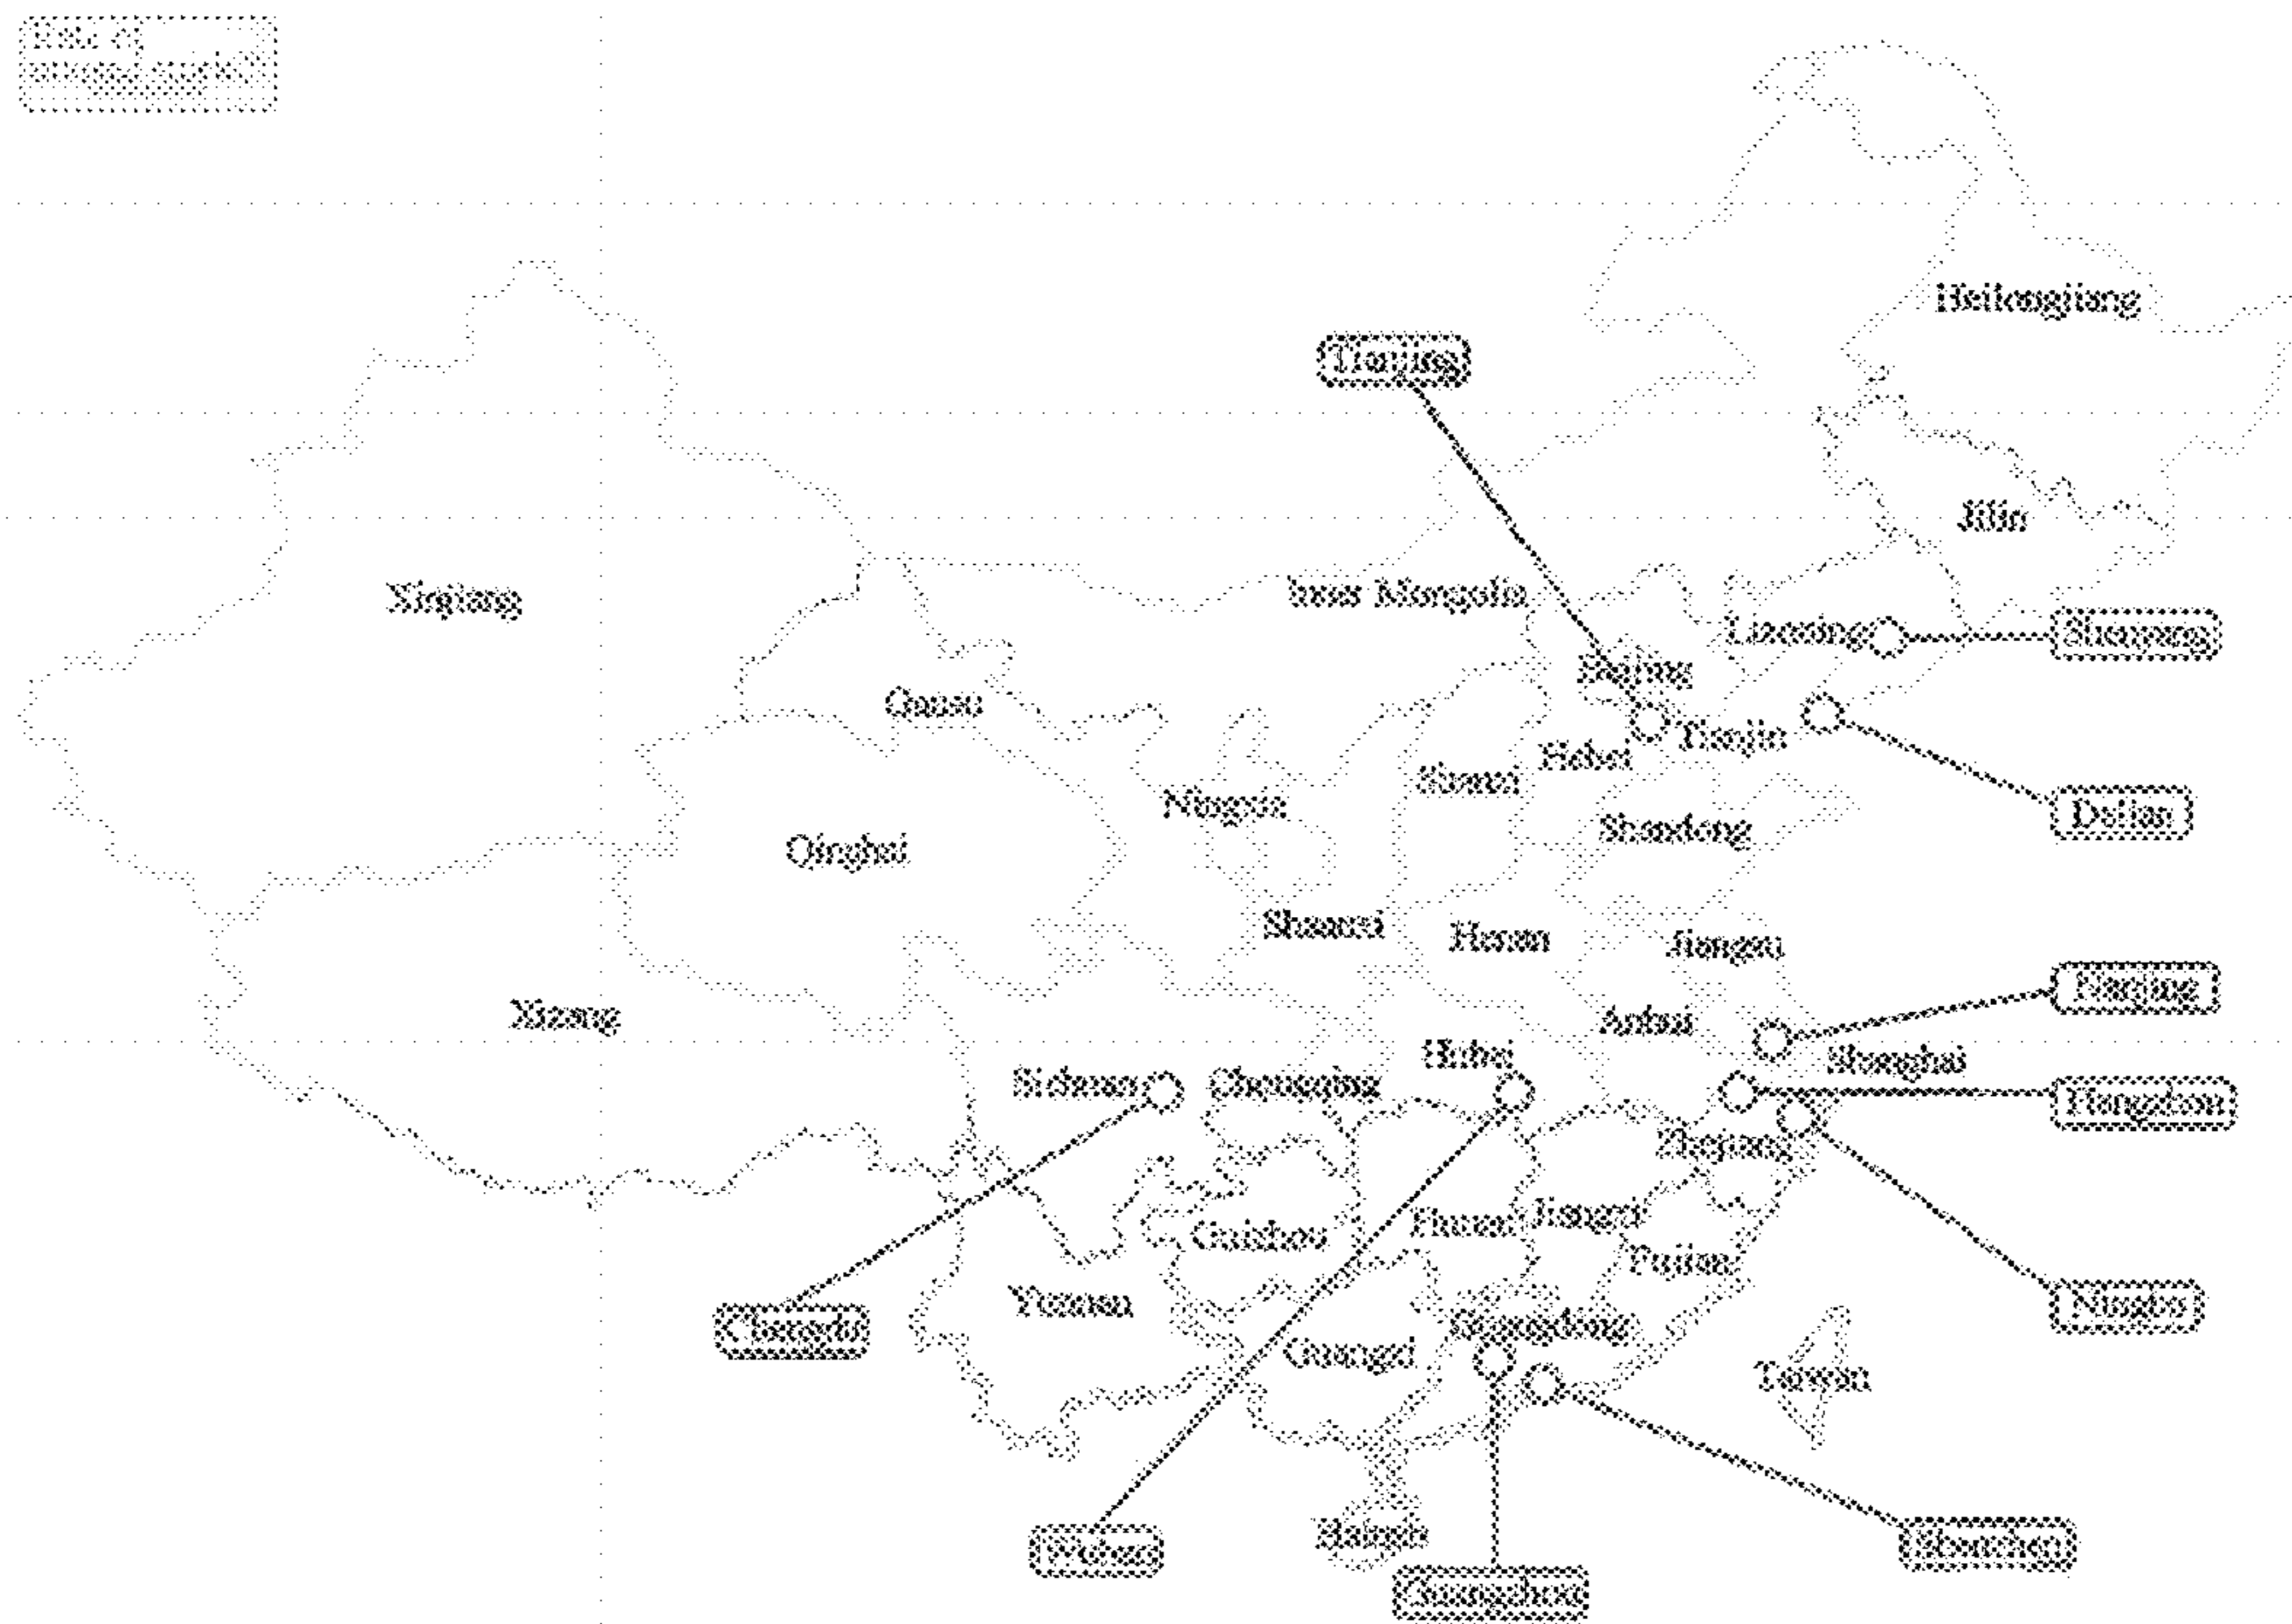 Heilongjiang
Jilin
Xinjiang
Inner Mongolia
Liaoning
Shenyang
Beijing
Gansu
Tianjin
Hebei
Shanxi
Ningxia
Dalian
Shandong
Qinghai
Shaanxi
Henan
Jiangsu
Nanjing
Xizang
Anhui
Hubei
Shanghai
Sichuan
Chongqing
Hangzhou
Zhejiang
Guizhou
Hunan
Jiangxi
Fujian
Yunnan
Ningbo
Chengdu
Guangdong
Guangxi
Taiwan
Wuhan
Hainan
Shenzhen
Guangzhou